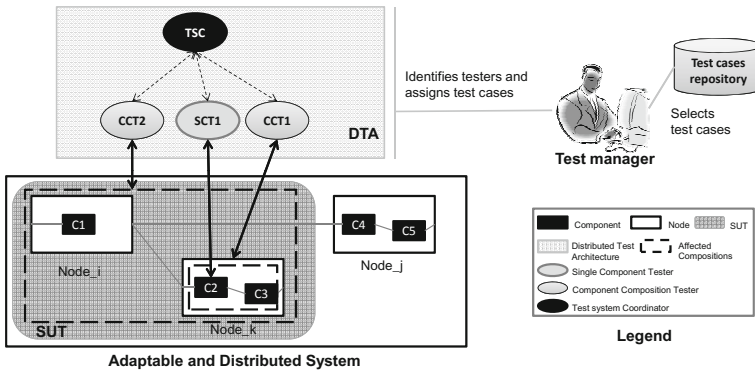 TSC
CCT2
SCT1
CCT1
DTA
Identifies testers and
assigns test cases
Test manager
Test cases
repository
Selects
test cases
C1
Node_i
C4
C5
Node_j
C2
C3
Node_k
SUT
Adaptable and Distributed System
Component
Node
SUT
Distributed Test
Architecture
Affected
Compositions
Single Component Tester
Component Composition Tester
Test system Coordinator
Legend